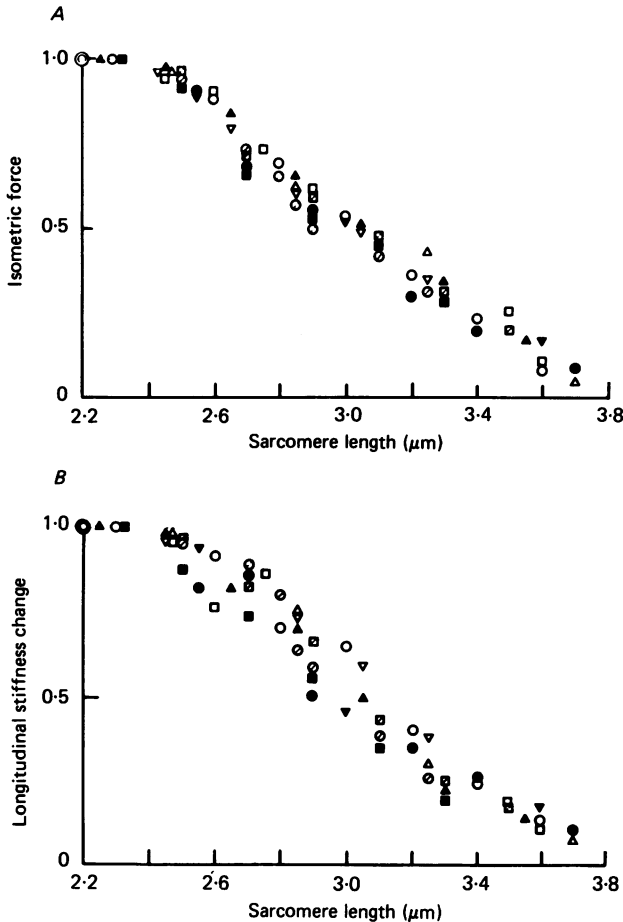 A
1·0
0·5
0
Isometric force
2·2 2·6 3·0 3·4 3·8
Sarcomere length (μm)
B
1·0
0·5
0
Longitudinal stiffness change
2·2 2·6 3·0 3·4 3·8
Sarcomere length (μm)